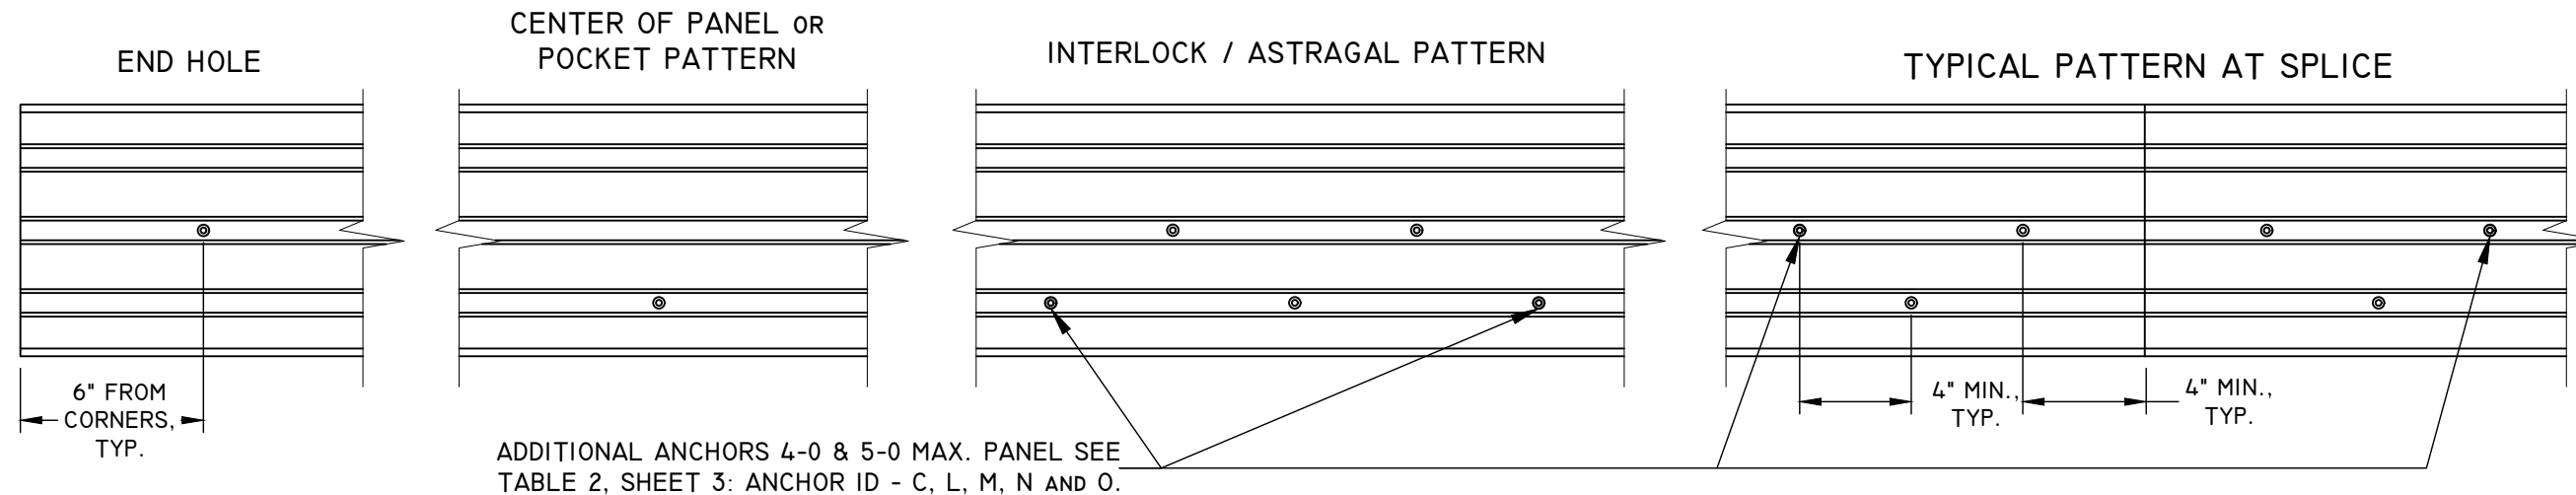 END HOLE
CENTER OF PANEL OR
POCKET PATTERN
INTERLOCK / ASTRAGAL PATTERN
TYPICAL PATTERN AT SPLICE
6" FROM
CORNERS,
TYP.
4" MIN.,
TYP.
4" MIN.,
TYP.
ADDITIONAL ANCHORS 4-0 & 5-0 MAX. PANEL SEE
TABLE 2, SHEET 3: ANCHOR ID - C, L, M, N AND O.